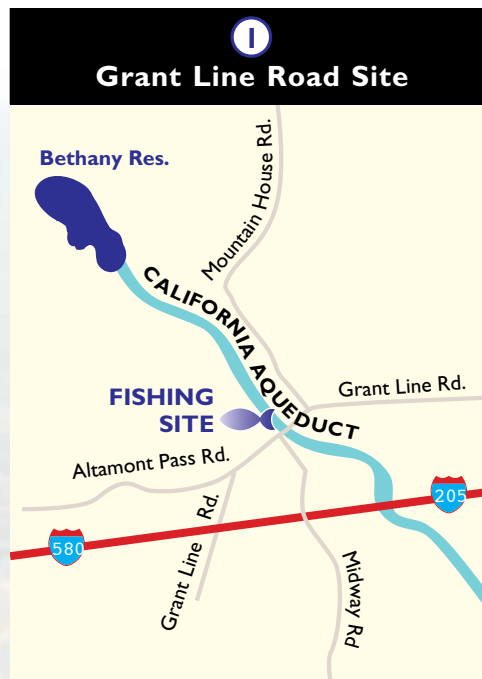 1
Grant Line Road Site
Bethany Res.
Mountain House Rd.
CALIFORNIA AQUEDUCT
Grant Line Rd.
FISHING
SITE
Altamont Pass Rd.
205
580
Grant Line Rd.
Midway Rd